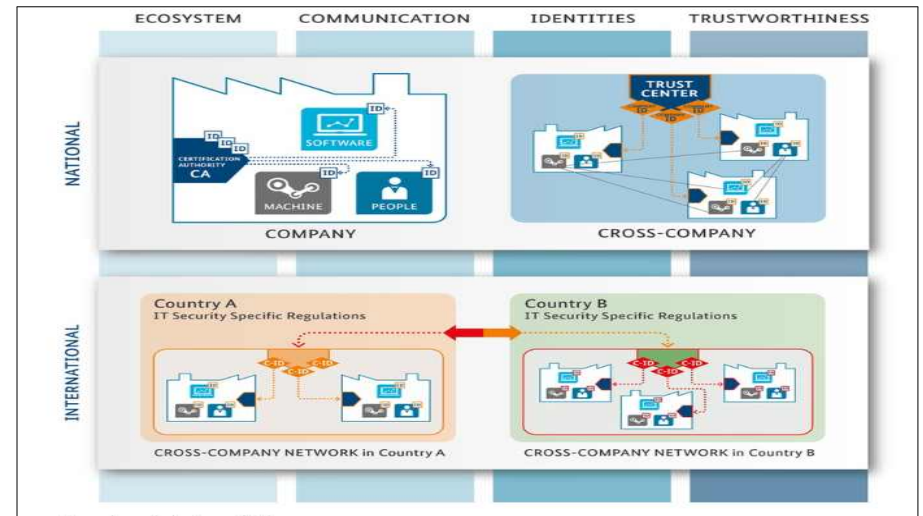 ECOSYSTEM COMMUNICATION IDENTITIES TRUSTWORTHINESS
NATIONAL
ID
ID
ID
CERTIFICATION
AUTHORITY
CA
ID
SOFTWARE
ID
MACHINE
ID
PEOPLE
COMPANY
TRUST
CENTER
ID
ID
ID
CROSS-COMPANY
INTERNATIONAL
Country A
IT Security Specific Regulations
C-ID
C-ID
C-ID
CROSS-COMPANY NETWORK in Country A
Country B
IT Security Specific Regulations
C-ID
C-ID
C-ID
CROSS-COMPANY NETWORK in Country B